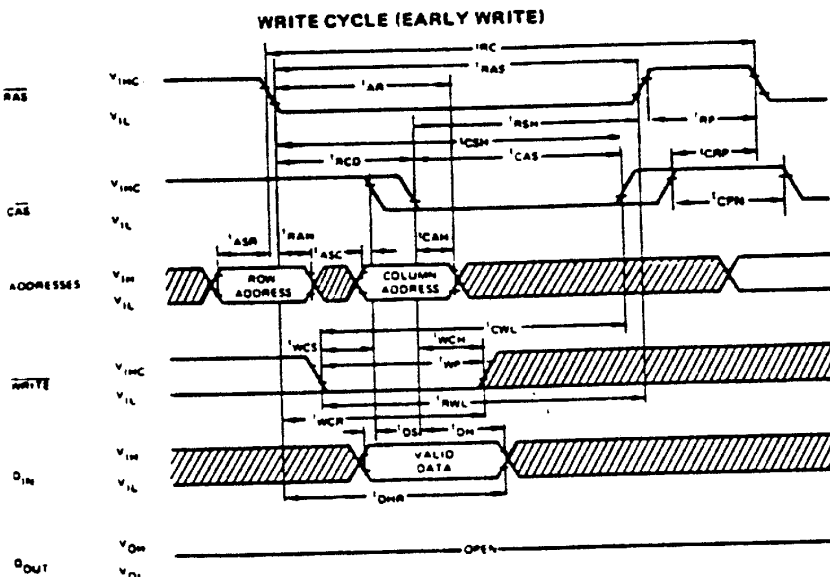 WRITE CYCLE (EARLY WRITE)
tRC
tRAS
tAR
RAS
VIHC
VIL
tRSH
tRP
tCSH
tRCD
tCAS
tCRP
CAS
VIHC
VIL
tCPN
tASR
tRAH
tASC
tCAH
ADDRESSES
VIH
VIL
ROW
ADDRESS
COLUMN
ADDRESS
tCWL
tWCS
tWCH
tWP
WRITE
VIHC
VIL
tRWL
tWCR
tDS
tDH
DIN
VIH
VIL
VALID
DATA
tDHR
DOUT
VOH
VOL
OPEN